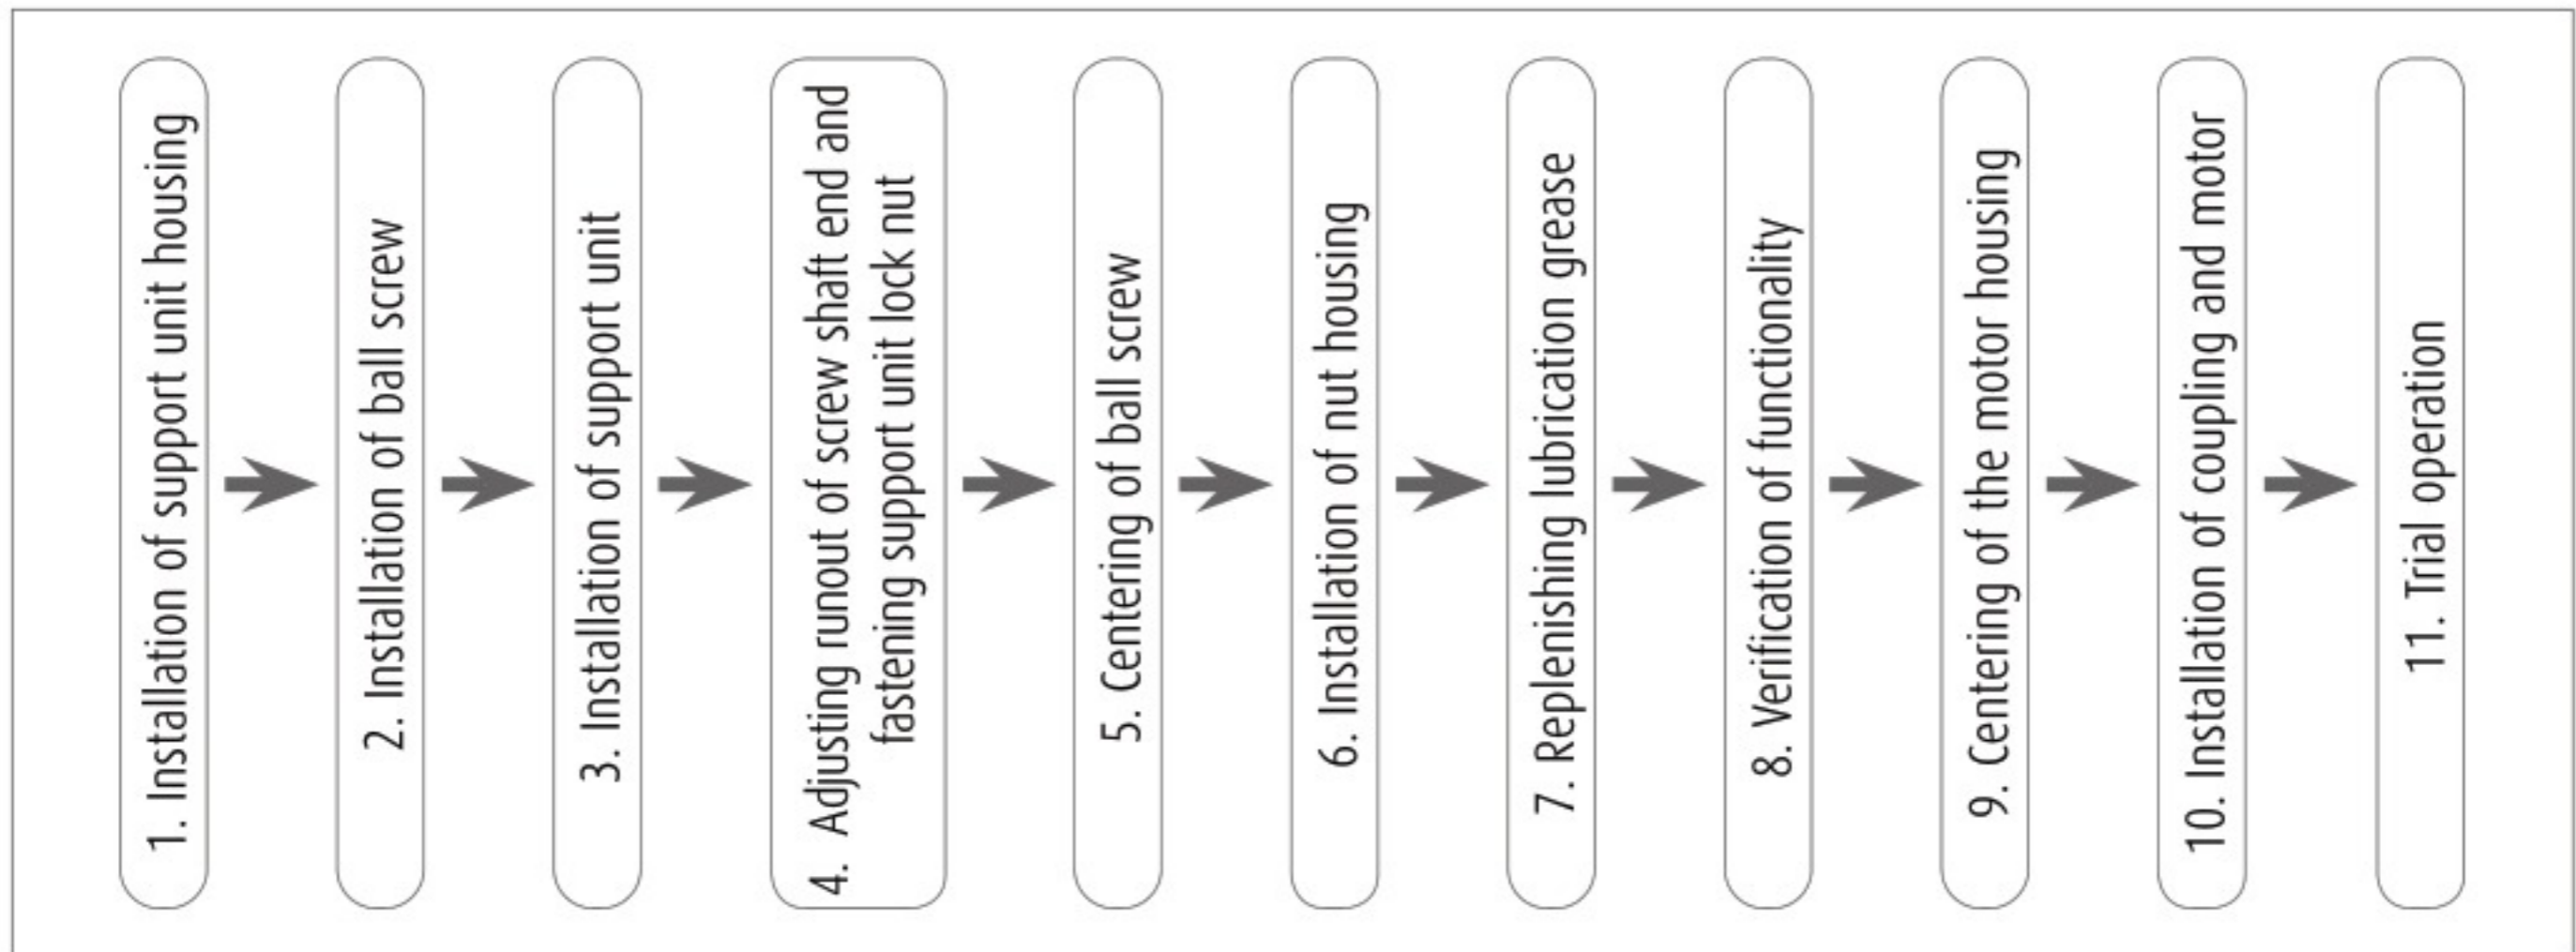 1. Installation of support unit housing
2. Installation of ball screw
3. Installation of support unit
4. Adjusting runout of screw shaft end and
fastening support unit lock nut
5. Centering of ball screw
6. Installation of nut housing
7. Replenishing lubrication grease
8. Verification of functionality
9. Centering of the motor housing
10. Installation of coupling and motor
11. Trial operation